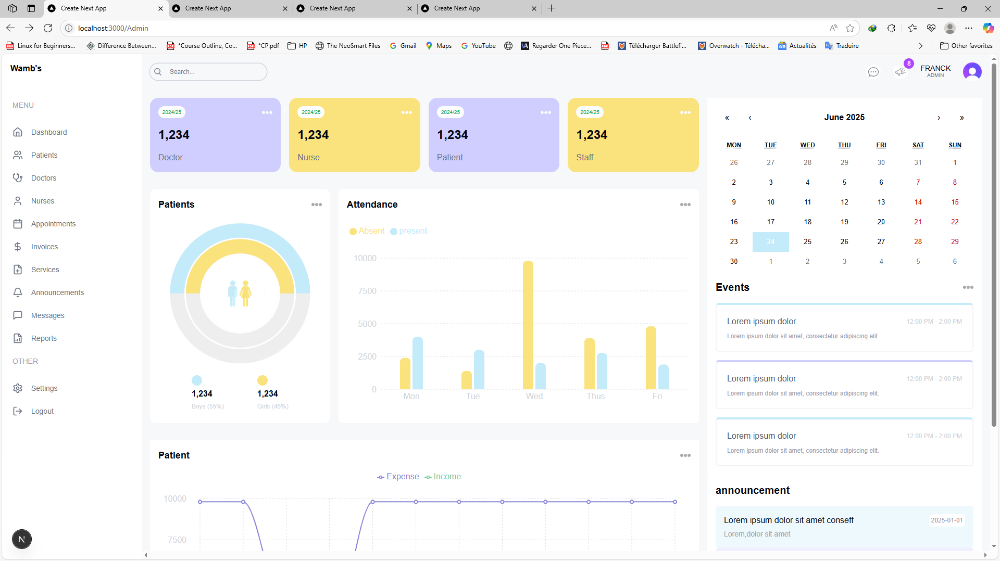 Create Next App
Create Next App
Create Next App
Create Next App
localhost:3000/Admin
Linux for Beginners...
Difference Between...
*Course Outline, Co...
*CP.pdf
HP
The NeoSmart Files
Gmail
Maps
YouTube
Regarder One Piece...
Télécharger Battlefi...
Overwatch - Télécha...
Actualités
Traduire
Other favorites
Wamb's
Search...
8
FRANCK
ADMIN
MENU
Dashboard
Patients
Doctors
Nurses
Appointments
Invoices
Services
Announcements
Messages
Reports
OTHER
Settings
Logout
N
2024/25
1,234
Doctor
2024/25
1,234
Nurse
2024/25
1,234
Patient
2024/25
1,234
Staff
Patients
1,234
Boys (55%)
1,234
Girls (45%)
Attendance
Absent present
10000
7500
5000
2500
0
Mon Tue Wed Thus Fri
Patient
Expense Income
10000
7500
« ‹ June 2025 › »
MON TUE WED THU FRI SAT SUN
26 27 28 29 30 31 1
2 3 4 5 6 7 8
9 10 11 12 13 14 15
16 17 18 19 20 21 22
23 24 25 26 27 28 29
30 1 2 3 4 5 6
Events
Lorem ipsum dolor 12:00 PM - 2:00 PM
Lorem ipsum dolor sit amet, consectetur adipiscing elit.
Lorem ipsum dolor 12:00 PM - 2:00 PM
Lorem ipsum dolor sit amet, consectetur adipiscing elit.
Lorem ipsum dolor 12:00 PM - 2:00 PM
Lorem ipsum dolor sit amet, consectetur adipiscing elit.
announcement
Lorem ipsum dolor sit amet conseff 2025-01-01
Lorem,dolor sit amet